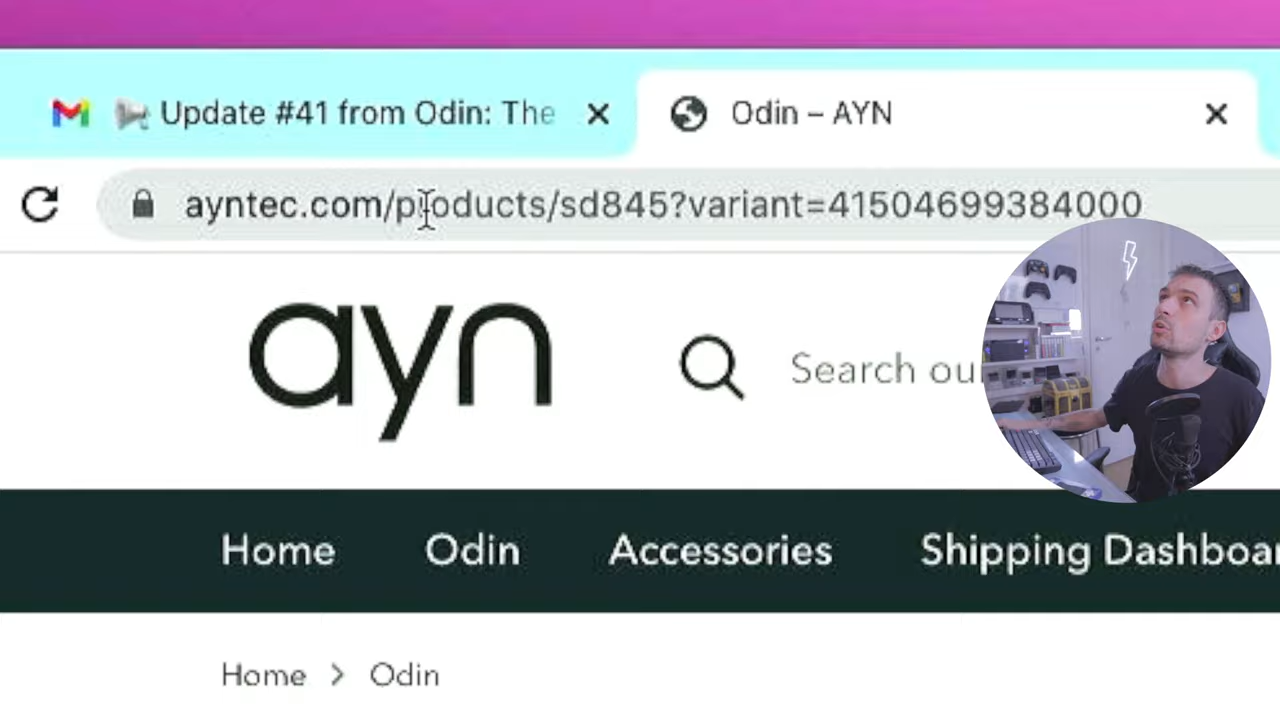 Update #41 from Odin: The
Odin – AYN
ayntec.com/products/sd845?variant=41504699384000
ayn
Search our
Home Odin Accessories Shipping Dashboar
Home > Odin